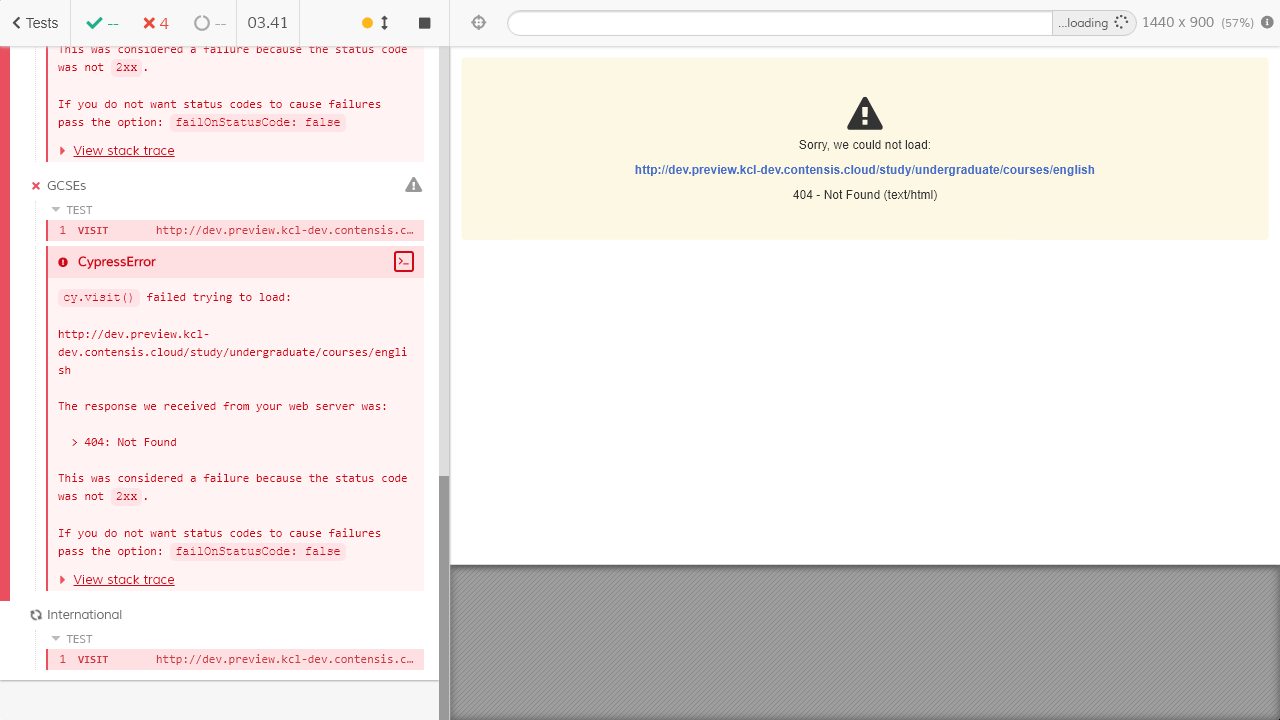 Tests
--
4
--
03.41
...loading
1440 x 900 (57%)
This was considered a failure because the status code
was not 2xx.
If you do not want status codes to cause failures
pass the option: failOnStatusCode: false
View stack trace
GCSEs
TEST
1 VISIT http://dev.preview.kcl-dev.contensis.c…
CypressError
cy.visit() failed trying to load:
http://dev.preview.kcl-
dev.contensis.cloud/study/undergraduate/courses/engli
sh
The response we received from your web server was:
> 404: Not Found
This was considered a failure because the status code
was not 2xx.
If you do not want status codes to cause failures
pass the option: failOnStatusCode: false
View stack trace
International
TEST
1 VISIT http://dev.preview.kcl-dev.contensis.c…
Sorry, we could not load:
http://dev.preview.kcl-dev.contensis.cloud/study/undergraduate/courses/english
404 - Not Found (text/html)